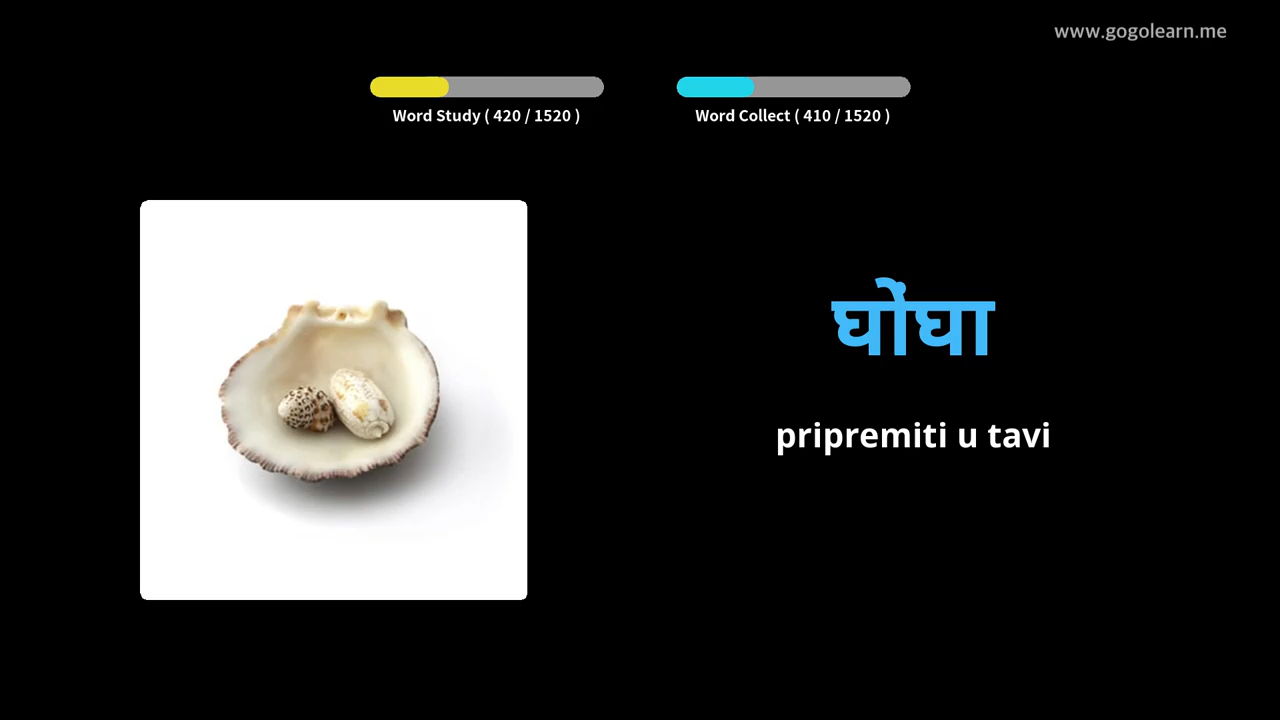 www.gogolearn.me
Word Study ( 420 / 1520 )
Word Collect ( 410 / 1520 )
घोंघा
pripremiti u tavi